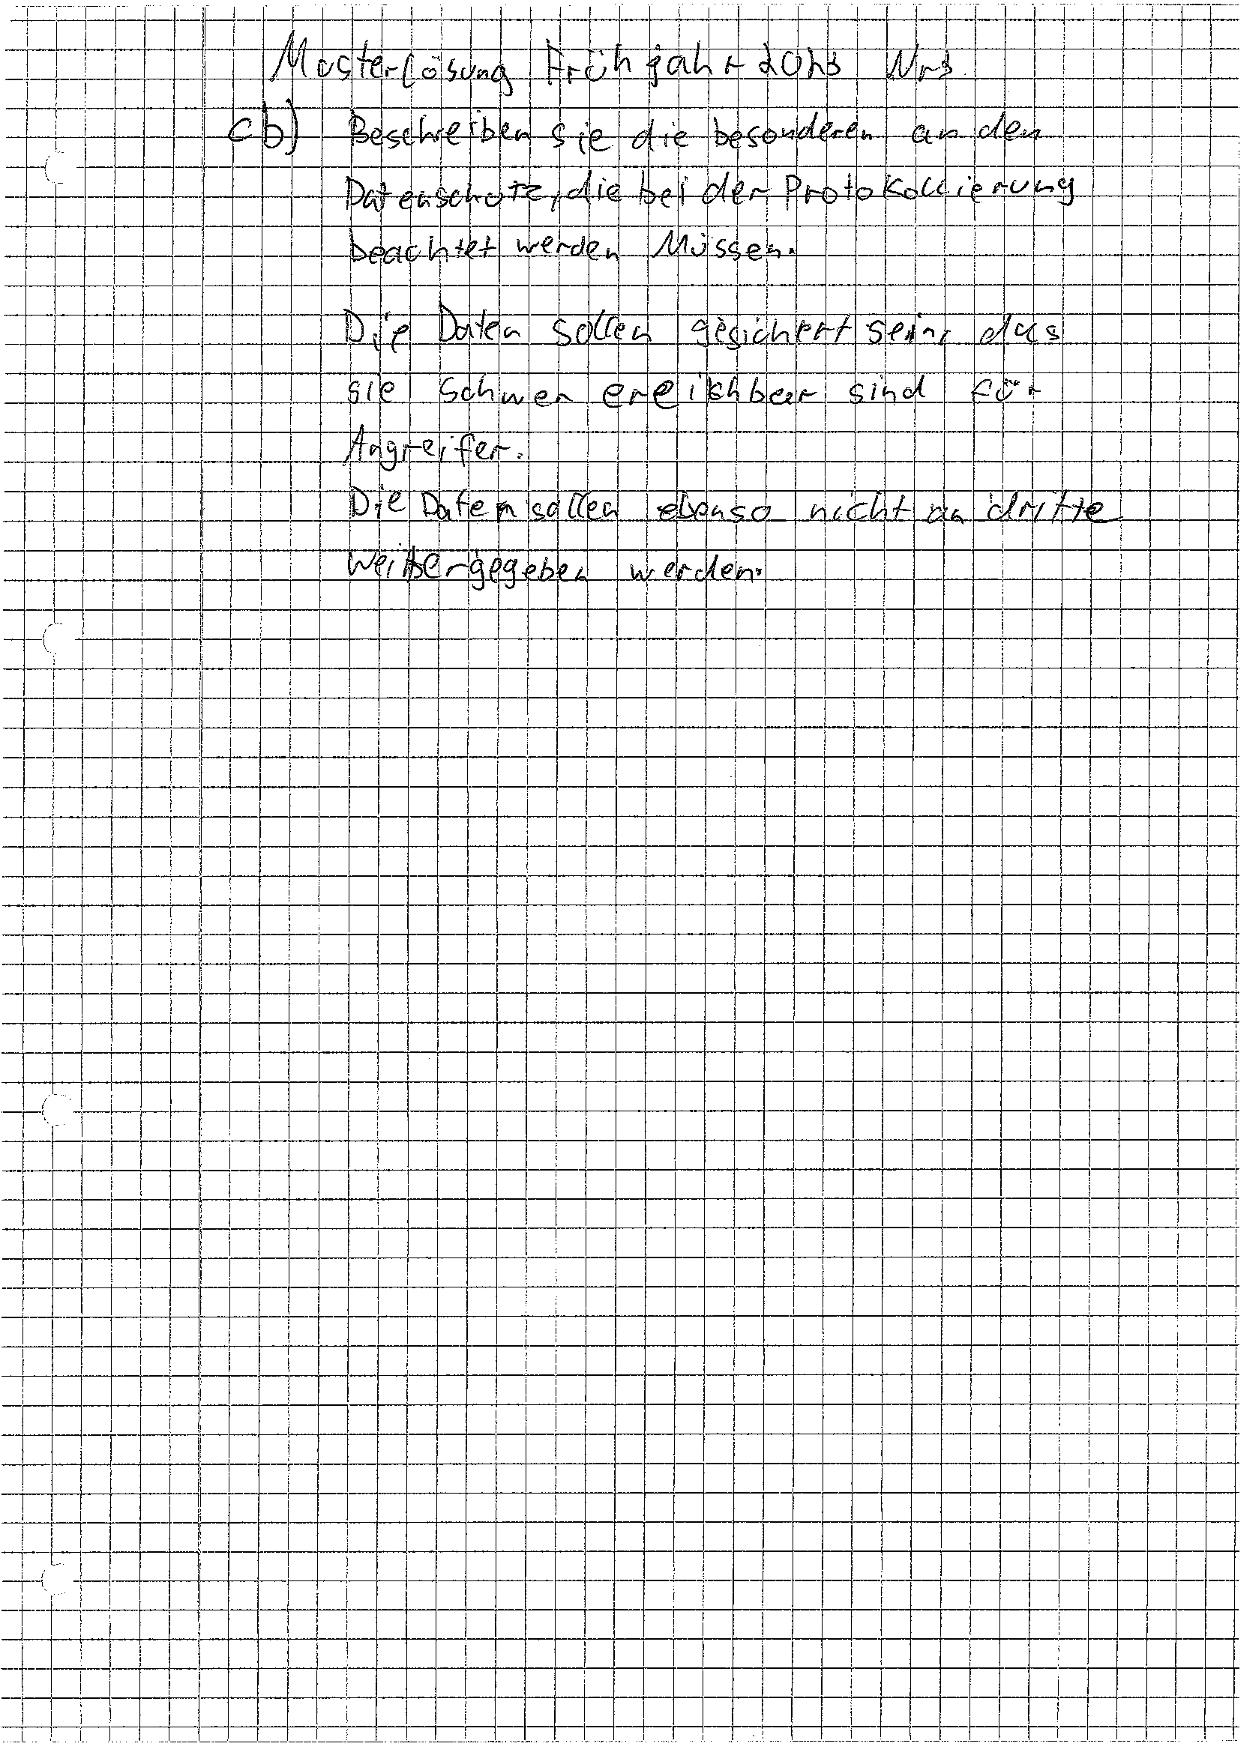 Musterlösung Frühjahr 2023 Nr3
cb) Beschreiben sie die besonderen an den
Datenschutz, die bei der Protokollierung
beachtet werden Müssen.
Die Daten sollen gesichert sein, das
sie schwer ereichbar sind für
Angreifer.
Die Daten sollen ebenso nicht an dritte
weitergegeben werden.